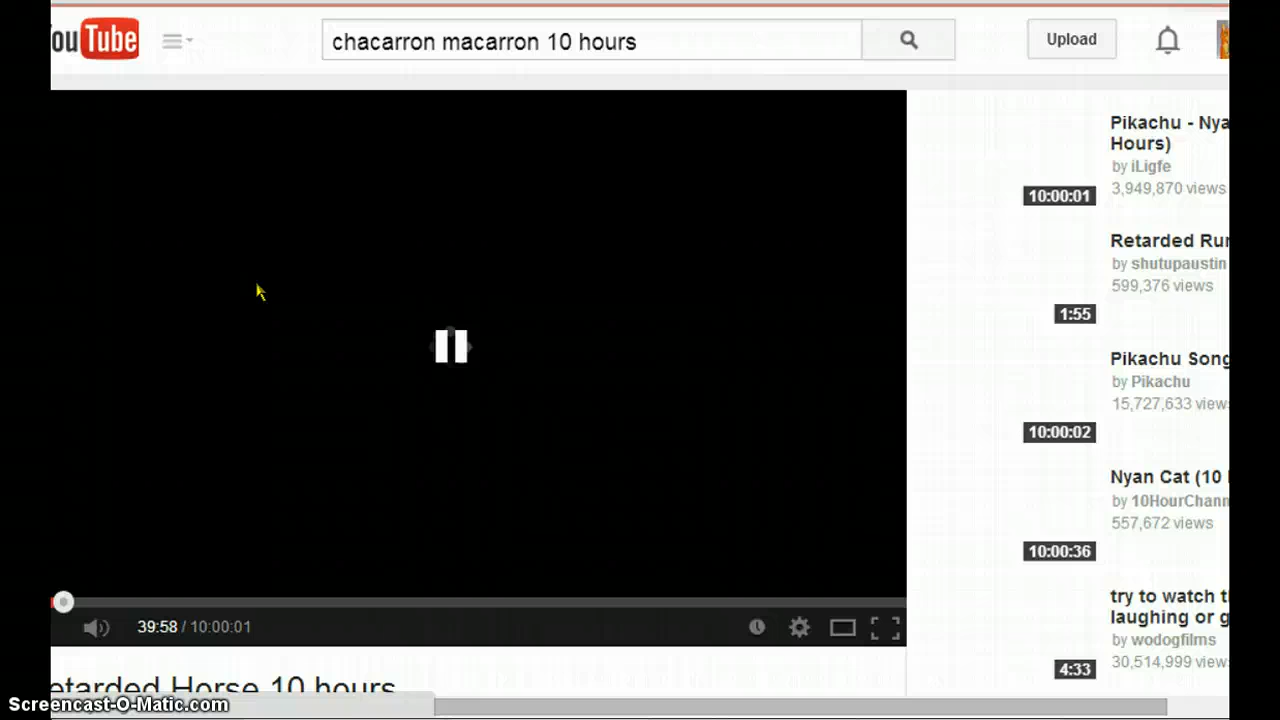 ouTube
chacarron macarron 10 hours
Upload
Pikachu - Nya
Hours)
by iLigfe
3,949,870 views
10:00:01
Retarded Rur
by shutupaustin
599,376 views
1:55
Pikachu Song
by Pikachu
15,727,633 views
10:00:02
Nyan Cat (10
by 10HourChann
557,672 views
10:00:36
try to watch t
laughing or g
by wodogfilms
30,514,999 views
4:33
39:58 / 10:00:01
etarded Horse 10 hours
Screencast-O-Matic.com